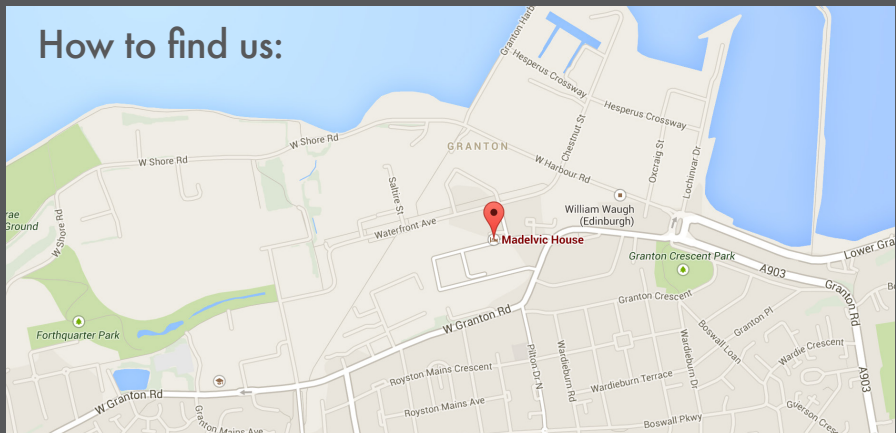 How to find us:
Granton Harb
Hesperus Crossway
Hesperus Crossway
Chestnut St
GRANTON
W Shore Rd
W Shore Rd
W Harbour Rd
Oxcraig St
Lochinvar Dr
Saltire St
W Shore Rd
rae
Ground
Waterfront Ave
William Waugh
(Edinburgh)
Madelvic House
Granton Crescent Park
Lower Gra
A903
Granton Rd
Granton Crescent
Forthquarter Park
W Granton Rd
Granton Pl
Boswall Loan
Wardie Crescent
Pilton Dr N
Wardieburn Rd
Wardieburn Dr
Wardieburn Terrace
Royston Mains Crescent
A903
W Granton Rd
Royston Mains Ave
Granton Mains Ave
Boswall Pkwy
Gverson Cres